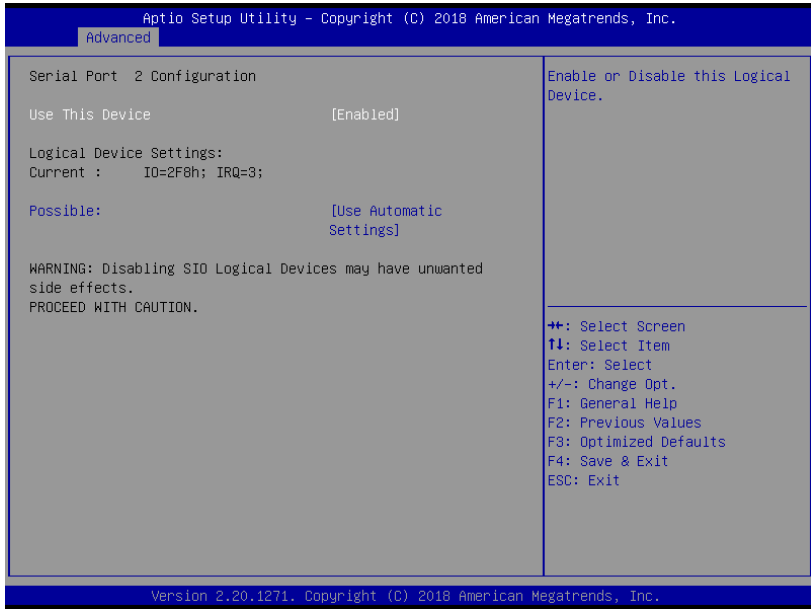 Aptio Setup Utility – Copyright (C) 2018 American Megatrends, Inc.
Advanced
Serial Port  2 Configuration
Use This Device [Enabled]
Logical Device Settings:
Current :    IO=2F8h; IRQ=3;
Possible: [Use Automatic
Settings]
WARNING: Disabling SIO Logical Devices may have unwanted
side effects.
PROCEED WITH CAUTION.
Enable or Disable this Logical
Device.
→←: Select Screen
↑↓: Select Item
Enter: Select
+/-: Change Opt.
F1: General Help
F2: Previous Values
F3: Optimized Defaults
F4: Save & Exit
ESC: Exit
Version 2.20.1271. Copyright (C) 2018 American Megatrends, Inc.